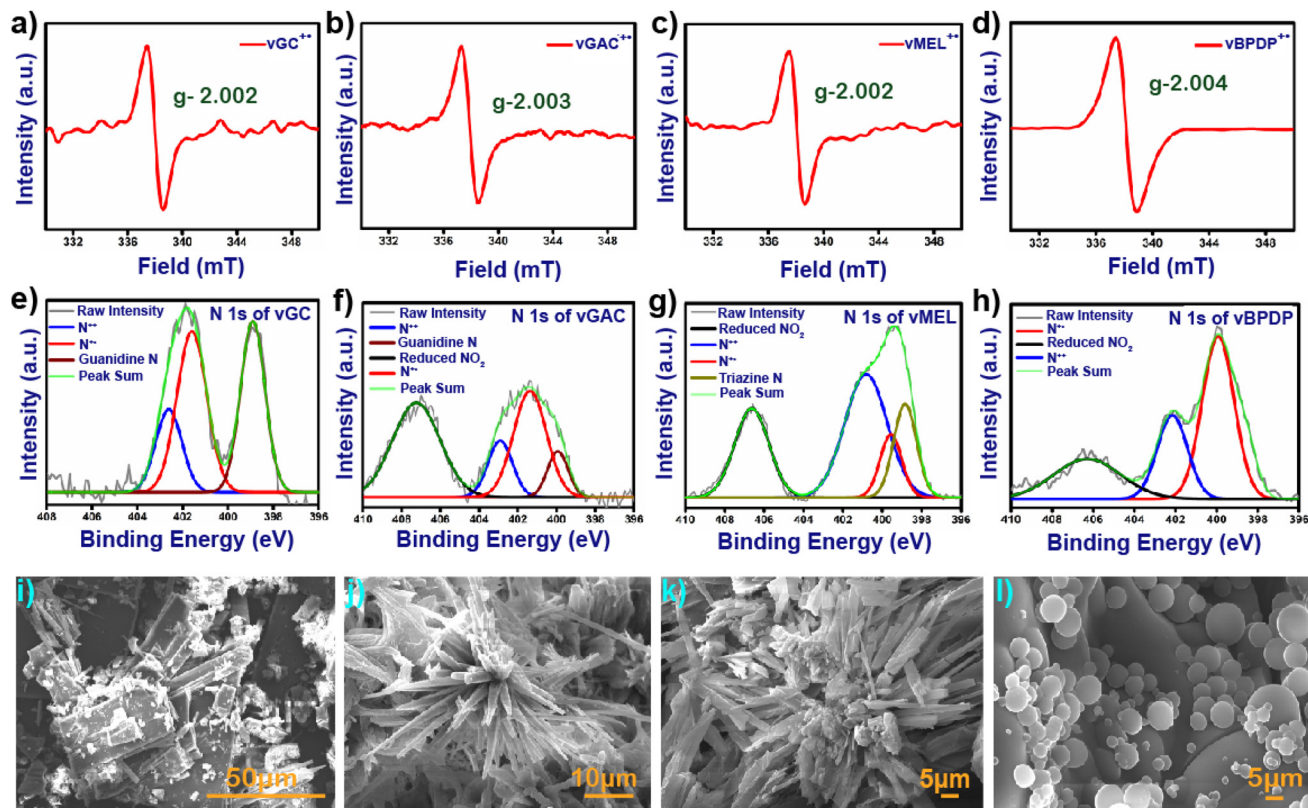 a)
vGC⁺•
g- 2.002
Intensity (a.u.)
332 336 340 344 348
Field (mT)
b)
vGAC⁺•
g-2.003
Intensity (a.u.)
332 336 340 344 348
Field (mT)
c)
vMEL⁺•
g-2.002
Intensity (a.u.)
332 336 340 344 348
Field (mT)
d)
vBPDP⁺•
g-2.004
Intensity (a.u.)
332 336 340 344 348
Field (mT)
e)
N 1s of vGC
Raw Intensity
N⁺⁺
N⁺•
Guanidine N
Peak Sum
Intensity (a.u.)
408 406 404 402 400 398 396
Binding Energy (eV)
f)
N 1s of vGAC
Raw Intensity
N⁺⁺
Guanidine N
Reduced NO₂
N⁺•
Peak Sum
Intensity (a.u.)
410 408 406 404 402 400 398 396
Binding Energy (eV)
g)
N 1s of vMEL
Raw Intensity
Reduced NO₂
N⁺⁺
N⁺•
Triazine N
Peak Sum
Intensity (a.u.)
410 408 406 404 402 400 398 396
Binding Energy (eV)
h)
N 1s of vBPDP
Raw Intensity
N⁺•
Reduced NO₂
N⁺⁺
Peak Sum
Intensity (a.u.)
410 408 406 404 402 400 398 396
Binding Energy (eV)
i)
50µm
j)
10µm
k)
5µm
l)
5µm